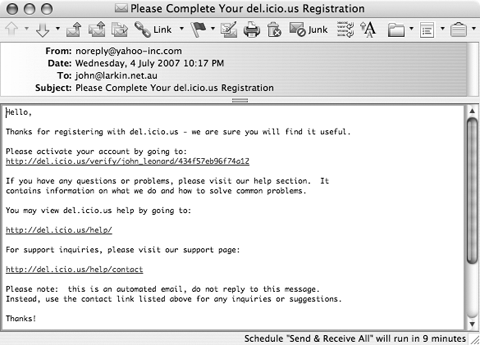 Please Complete Your del.icio.us Registration
Link
Junk
From: noreply@yahoo-inc.com
Date: Wednesday, 4 July 2007 10:17 PM
To: john@larkin.net.au
Subject: Please Complete Your del.icio.us Registration
Hello,
Thanks for registering with del.icio.us - we are sure you will find it useful.
Please activate your account by going to:
http://del.icio.us/verify/john_leonard/434f57eb96f74a12
If you have any questions or problems, please visit our help section.  It
contains information on what we do and how to solve common problems.
You may view del.icio.us help by going to:
http://del.icio.us/help/
For support inquiries, please visit our support page:
http://del.icio.us/help/contact
Please note:  this is an automated email, do not reply to this message.
Instead, use the contact link listed above for any inquiries or suggestions.
Thanks!
Schedule "Send & Receive All" will run in 9 minutes